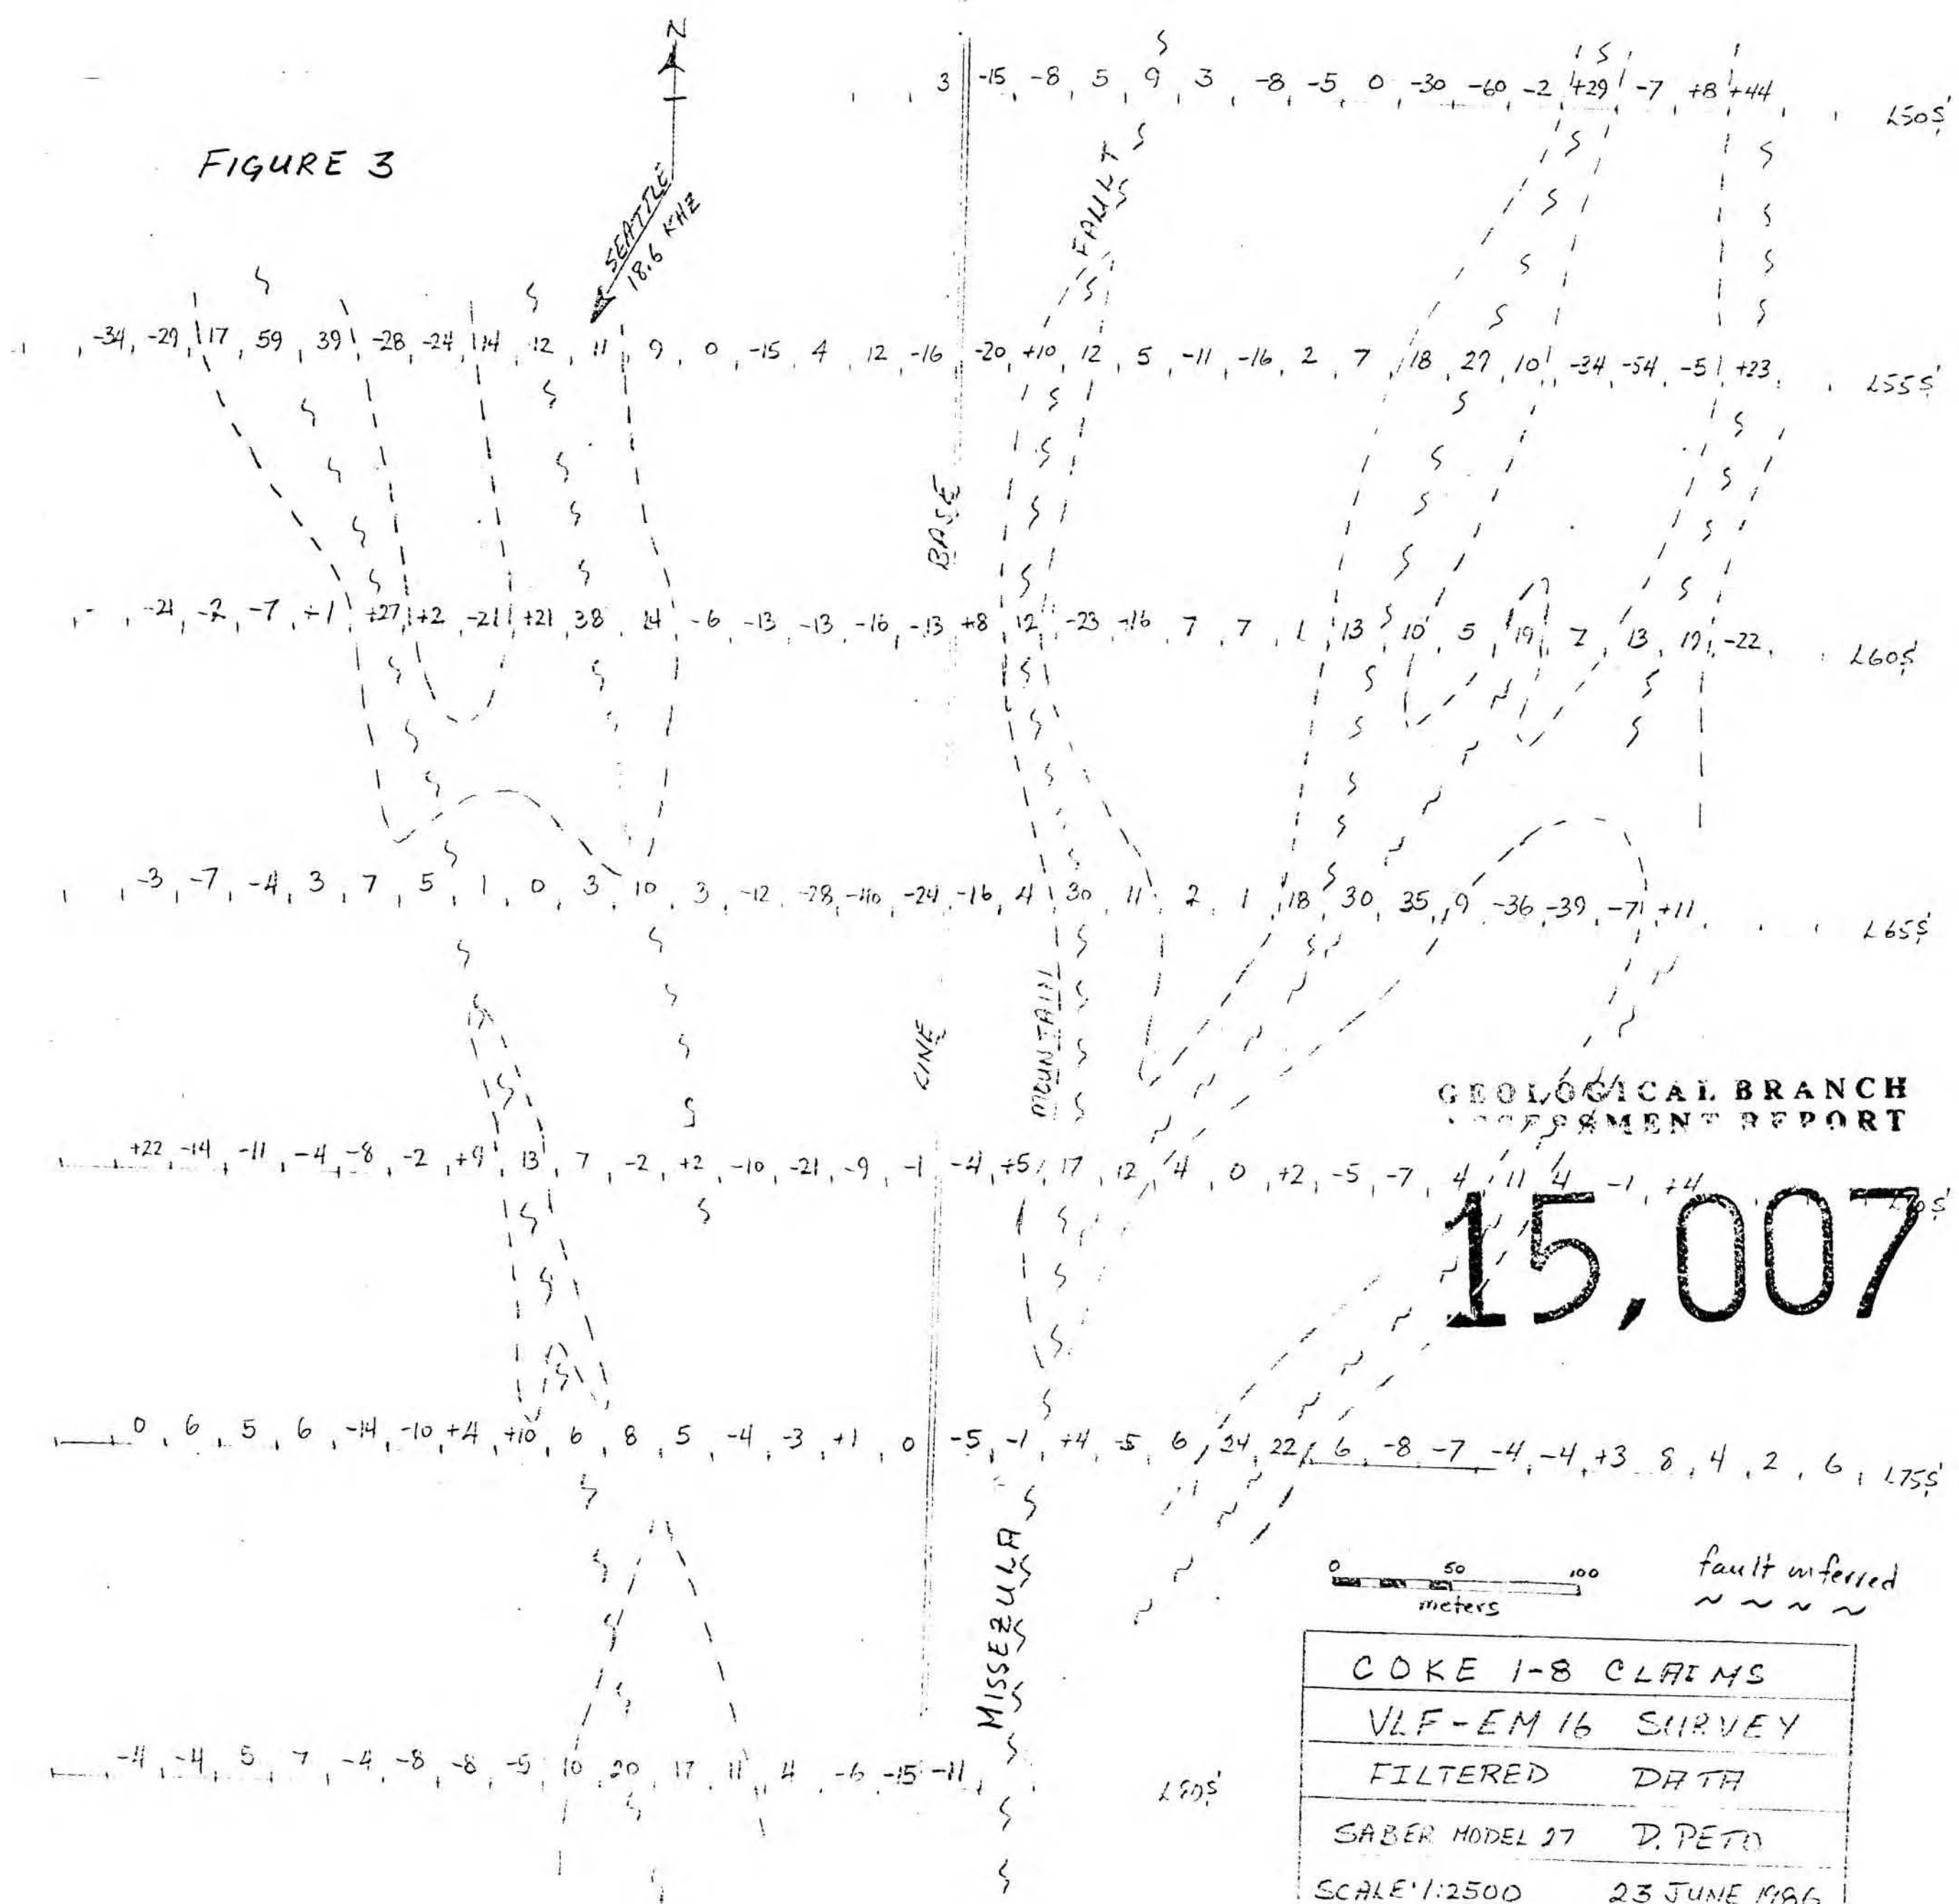 N
FIGURE 3
SEATTLE
18.6 KHZ
3 -15 -8 5 9 3 -8 -5 0 -30 -60 -2 +29 -7 +8 +44 L50S
FAULT
-34 -29 17 59 39 -28 -24 14 12 11 9 0 -15 4 12 -16 -20 +10 12 5 -11 -16 2 7 18 27 10 -34 -54 -5 +23 L55S
BASE
-21 -2 -7 +1 +27 +2 -21 +21 38 14 -6 -13 -13 -16 -13 +8 12 -23 -16 7 7 1 13 10 5 19 7 13 19 -22 L60S
-3 -7 -4 3 7 5 1 0 3 10 3 -12 -28 -40 -24 -16 4 30 11 2 1 18 30 35 9 -36 -39 -7 +11 L65S
LINE
MOUNTAIN
GEOLOGICAL BRANCH
ASSESSMENT REPORT
+22 -14 -11 -4 -8 -2 +9 13 7 -2 +2 -10 -21 -9 -1 -4 +5 17 12 4 0 +2 -5 -7 4 11 4 -1 +4 L70S
15,007
0 6 5 6 -14 -10 +4 +10 6 8 5 -4 -3 +1 0 -5 -1 +4 -5 6 24 22 6 -8 -7 -4 -4 +3 8 4 2 6 L75S
MISSEZULA
0 50 100
meters
fault inferred
COKE 1-8 CLAIMS
VLF-EM 16 SURVEY
FILTERED DATA
SABER MODEL 27 D. PETO
SCALE 1:2500 23 JUNE 1986
-4 -4 5 7 -4 -8 -8 -5 10 20 17 11 4 -6 -15 -11 L80S